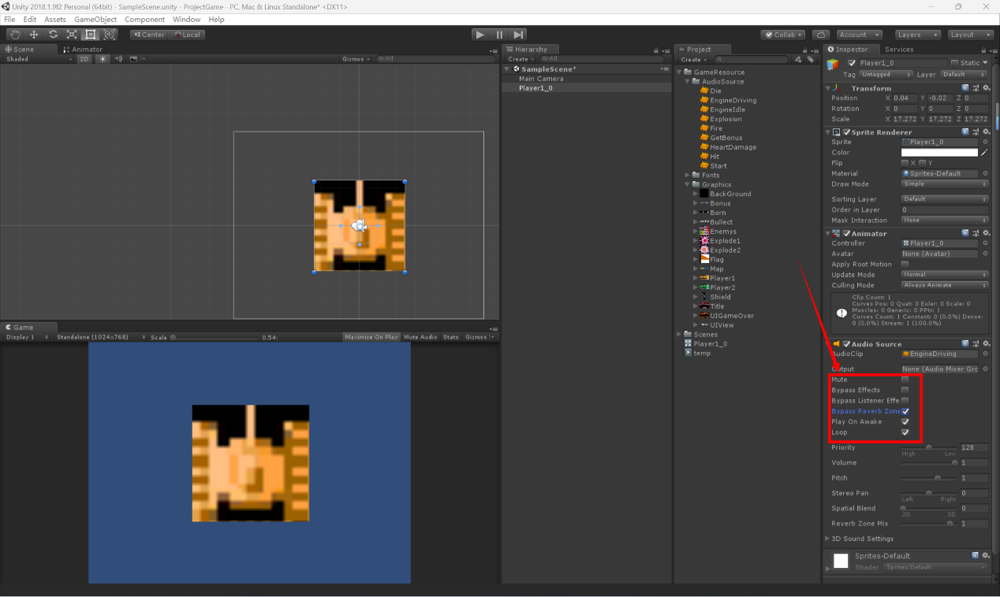 Unity 2018.1.9f2 Personal (64bit) - SampleScene.unity - ProjectGame - PC, Mac & Linux Standalone* <DX11>
File Edit Assets GameObject Component Window Help
Center Local Collab Account Layers Layout
Scene Animator
Shaded 2D Gizmos All
Game
Display 1 Standalone (1024x768) Scale 0.54: Maximize On Play Mute Audio Stats Gizmos
Hierarchy
Create All
SampleScene*
Main Camera
Player1_0
Project
Create
GameResource
AudioSource
Die
EngineDriving
EngineIdle
Explosion
Fire
GetBonus
HeartDamage
Hit
Start
Fonts
Graphics
BackGround
Bonus
Born
Bullect
Enemys
Explode1
Explode2
Flag
Map
Player1
Player2
Shield
Title
UIGameOver
UIView
Scenes
Player1_0
temp
Inspector Services
Player1_0 Static
Tag Untagged Layer Default
Transform
Position X 0.04 Y -0.02 Z 0
Rotation X 0 Y 0 Z 0
Scale X 17.272 Y 17.272 Z 17.272
Sprite Renderer
Sprite Player1_0
Color
Flip X Y
Material Sprites-Default
Draw Mode Simple
Sorting Layer Default
Order in Layer 0
Mask Interaction None
Animator
Controller Player1_0
Avatar None (Avatar)
Apply Root Motion
Update Mode Normal
Culling Mode Always Animate
Clip Count: 1
Curves Pos: 0 Quat: 0 Euler: 0 Scale: 0
Muscles: 0 Generic: 0 PPtr: 1
Curves Count: 1 Constant: 0 (0.0%) Dense:
0 (0.0%) Stream: 1 (100.0%)
Audio Source
AudioClip EngineDriving
Output None (Audio Mixer Gro
Mute
Bypass Effects
Bypass Listener Effe
Bypass Reverb Zone
Play On Awake
Loop
Priority 128
High Low
Volume 1
Pitch 1
Stereo Pan 0
Left Right
Spatial Blend 0
2D 3D
Reverb Zone Mix 1
3D Sound Settings
Sprites-Default
Shader Sprites/Default